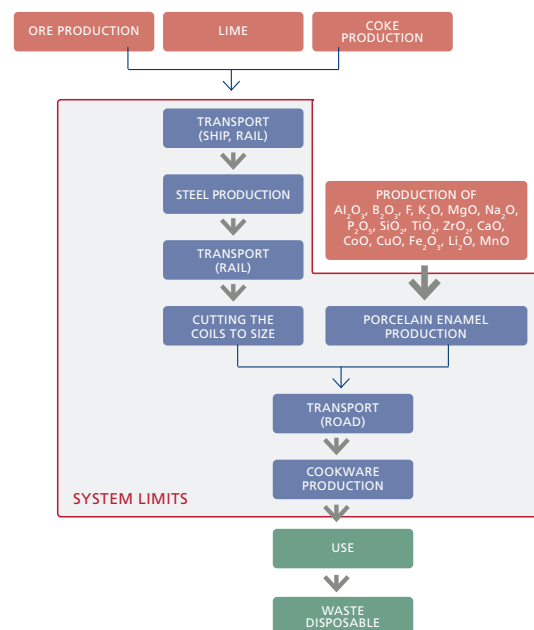 ORE PRODUCTION
LIME
COKE
PRODUCTION
TRANSPORT
(SHIP, RAIL)
STEEL PRODUCTION
PRODUCTION OF
Al₂O₃, B₂O₃, F, K₂O, MgO, Na₂O,
P₂O₅, SiO₂, TiO₂, ZrO₂, CaO,
CoO, CuO, Fe₂O₃, Li₂O, MnO
TRANSPORT
(RAIL)
CUTTING THE
COILS TO SIZE
PORCELAIN ENAMEL
PRODUCTION
TRANSPORT
(ROAD)
COOKWARE
PRODUCTION
SYSTEM LIMITS
USE
WASTE
DISPOSABLE